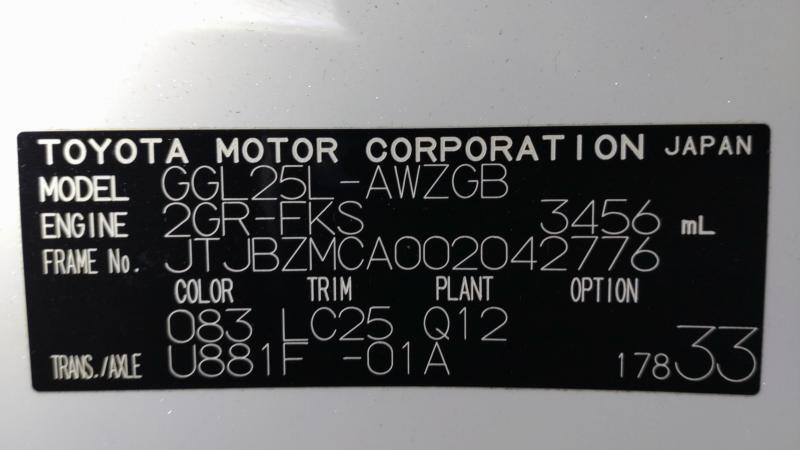 TOYOTA MOTOR CORPORATION JAPAN
MODEL GGL25L-AWZGB
ENGINE 2GR-FKS 3456 mL
FRAME No. JTJBZMCA002042776
COLOR TRIM PLANT OPTION
083 LC25 Q12
TRANS./AXLE U881F -01A 178 33